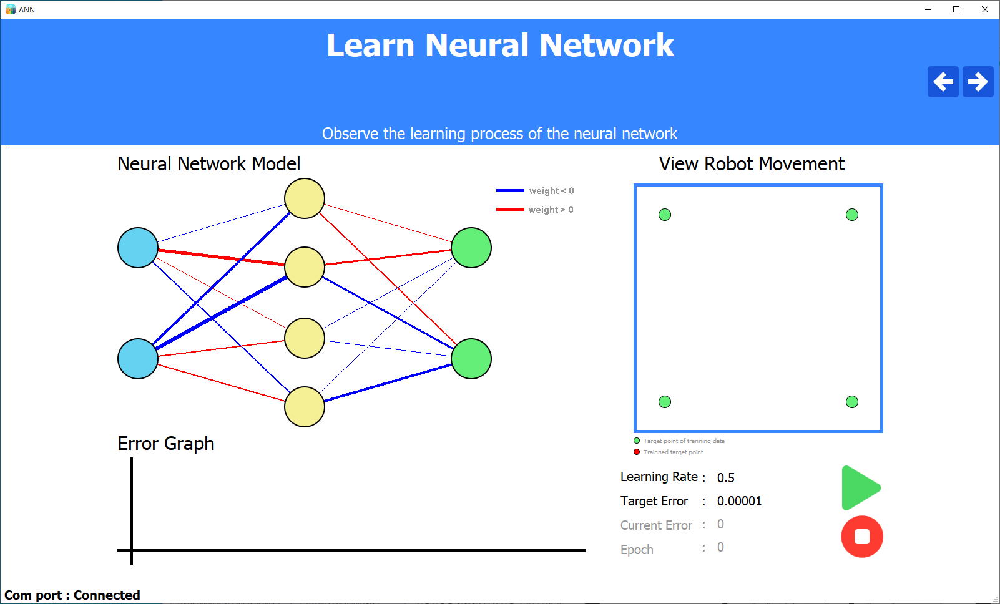 ANN
Learn Neural Network
Observe the learning process of the neural network
Neural Network Model
weight < 0
weight > 0
View Robot Movement
Target point of tranning data
Trainned target point
Error Graph
Learning Rate : 0.5
Target Error : 0.00001
Current Error : 0
Epoch : 0
Com port : Connected